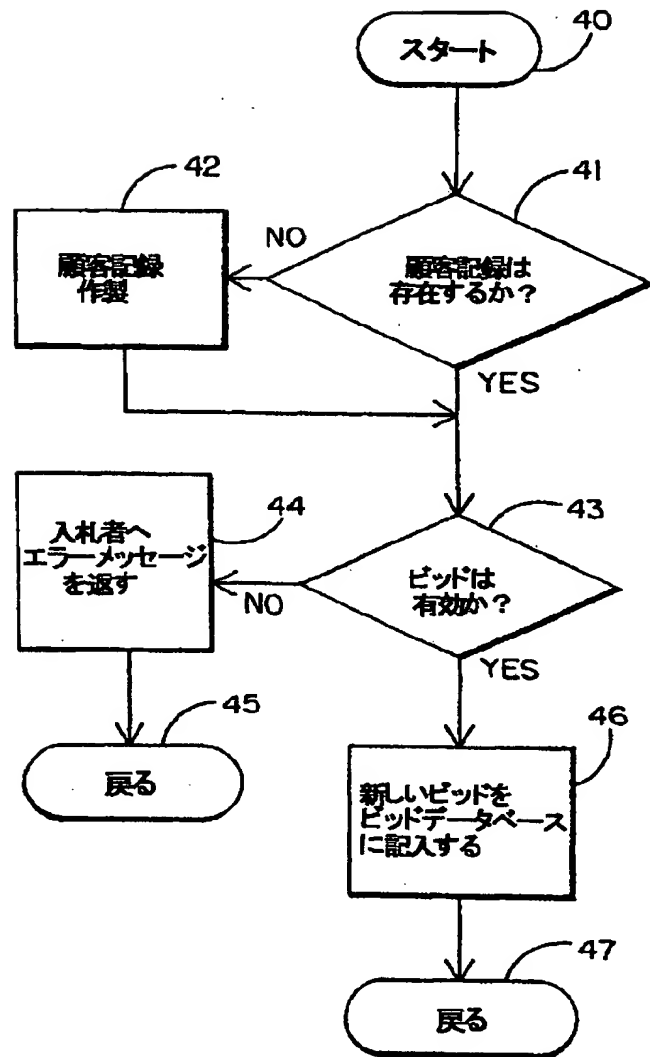 スタート
40
41
顧客記録は
存在するか？
NO
YES
42
顧客記録
作製
43
ビッドは
有効か？
NO
YES
44
入札者へ
エラーメッセージ
を返す
45
戻る
46
新しいビッドを
ビッドデータベース
に記入する
47
戻る